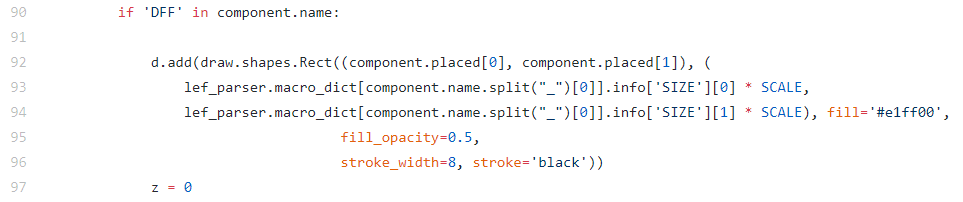 90 if 'DFF' in component.name:
91
92 d.add(draw.shapes.Rect((component.placed[0], component.placed[1]), (
93 lef_parser.macro_dict[component.name.split("_")[0]].info['SIZE'][0] * SCALE,
94 lef_parser.macro_dict[component.name.split("_")[0]].info['SIZE'][1] * SCALE), fill='#e1ff00',
95 fill_opacity=0.5,
96 stroke_width=8, stroke='black'))
97 z = 0